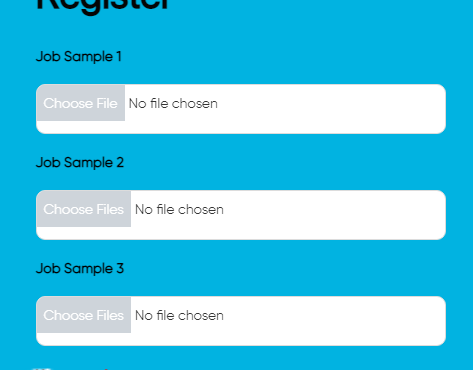 Register
Job Sample 1
Choose File No file chosen
Job Sample 2
Choose Files No file chosen
Job Sample 3
Choose Files No file chosen